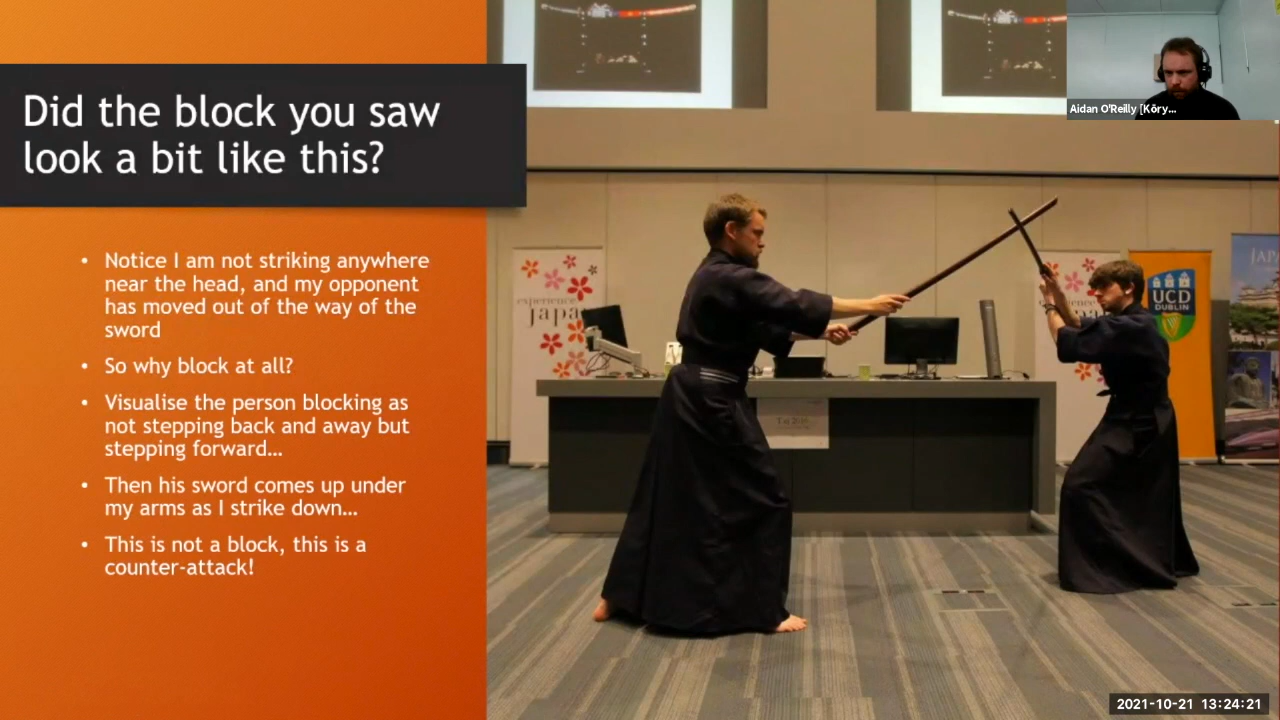 Did the block you saw
look a bit like this?
• Notice I am not striking anywhere
near the head, and my opponent
has moved out of the way of the
sword
• So why block at all?
• Visualise the person blocking as
not stepping back and away but
stepping forward…
• Then his sword comes up under
my arms as I strike down…
• This is not a block, this is a
counter-attack!
Aidan O'Reilly [Kōry...
experience
japa
experience
UCD
DUBLIN
JAPA
2021-10-21 13:24:21